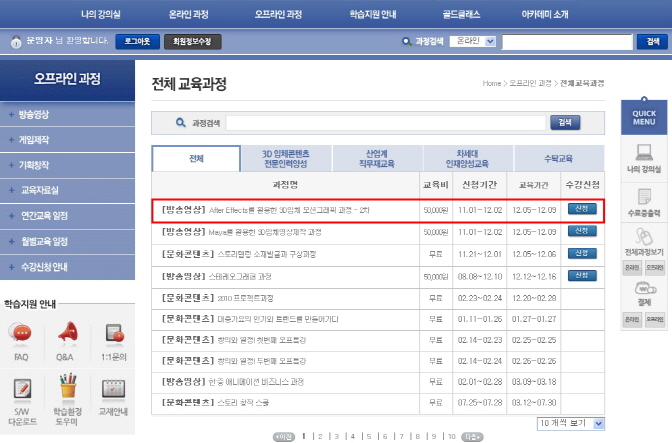 나의 강의실 온라인 과정 오프라인 과정 학습지원 안내 골드클래스 아카데미 소개
운영자 님 환영합니다. 로그아웃 회원정보수정 과정검색 온라인 검색
오프라인 과정
+ 방송영상
+ 게임제작
+ 기획창작
+ 교육자료실
+ 연간교육 일정
+ 월별교육 일정
+ 수강신청 안내
학습지원 안내
FAQ Q&A 1:1문의
S/W 다운로드 학습환경 도우미 교재안내
전체 교육과정
Home > 오프라인 과정 > 전체교육과정
과정검색 검색
전체 3D 입체콘텐츠 전문인력양성 산업계 직무재교육 차세대 인재양성교육 수탁교육
과정명 교육비 신청기간 교육기간 수강신청
[방송영상] After Effects를 활용한 3D입체 모션그래픽 과정 - 2차 50,000원 11.01~12.02 12.05~12.09 신청
[방송영상] Maya를 활용한 3D입체영상제작 과정 50,000원 11.01~12.02 12.05~12.09 신청
[문화콘텐츠] 스토리텔링 소재발굴과 구상과정 무료 11.21~12.01 12.05~12.06 신청
[방송영상] 스테레오그래퍼 과정 50,000원 08.08~12.10 12.12~12.16 신청
[문화콘텐츠] 2010 프로젝트과정 무료 02.23~02.24 12.20~02.28
[문화콘텐츠] 대중가요의 인기와 트렌드를 만들어가다 무료 01.11~01.26 01.27~01.27
[문화콘텐츠] 창의와 열정! 첫번째 오프특강 무료 02.14~02.23 02.25~02.25
[문화콘텐츠] 창의와 열정! 두번째 오프특강 무료 02.14~02.24 02.26~02.26
[방송영상] 한 중 애니메이션 비즈니스 과정 무료 02.01~02.28 03.09~03.18
[문화콘텐츠] 스토리 창작 스쿨 무료 07.25~07.28 03.12~07.30
10 개씩 보기
이전 1 | 2 | 3 | 4 | 5 | 6 | 7 | 8 | 9 | 10 다음
QUICK MENU
나의 강의실
수료증출력
전체과정보기
온라인 오프라인
결제
온라인 오프라인